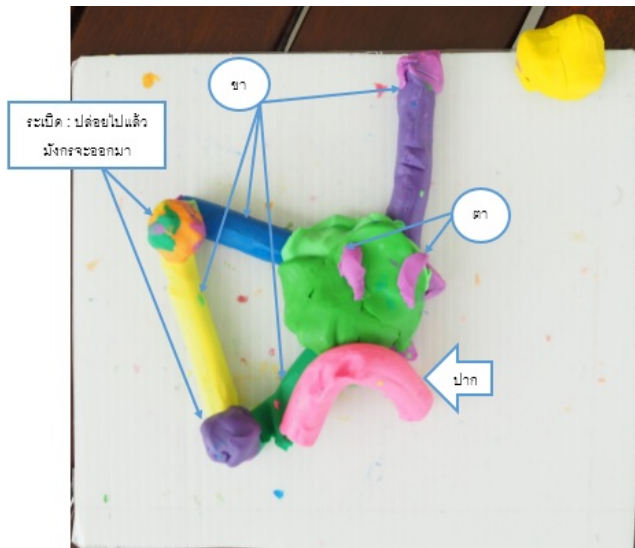 ขา
ระเบิด : ปล่อยไปแล้ว
มังกรจะออกมา
ตา
ปาก